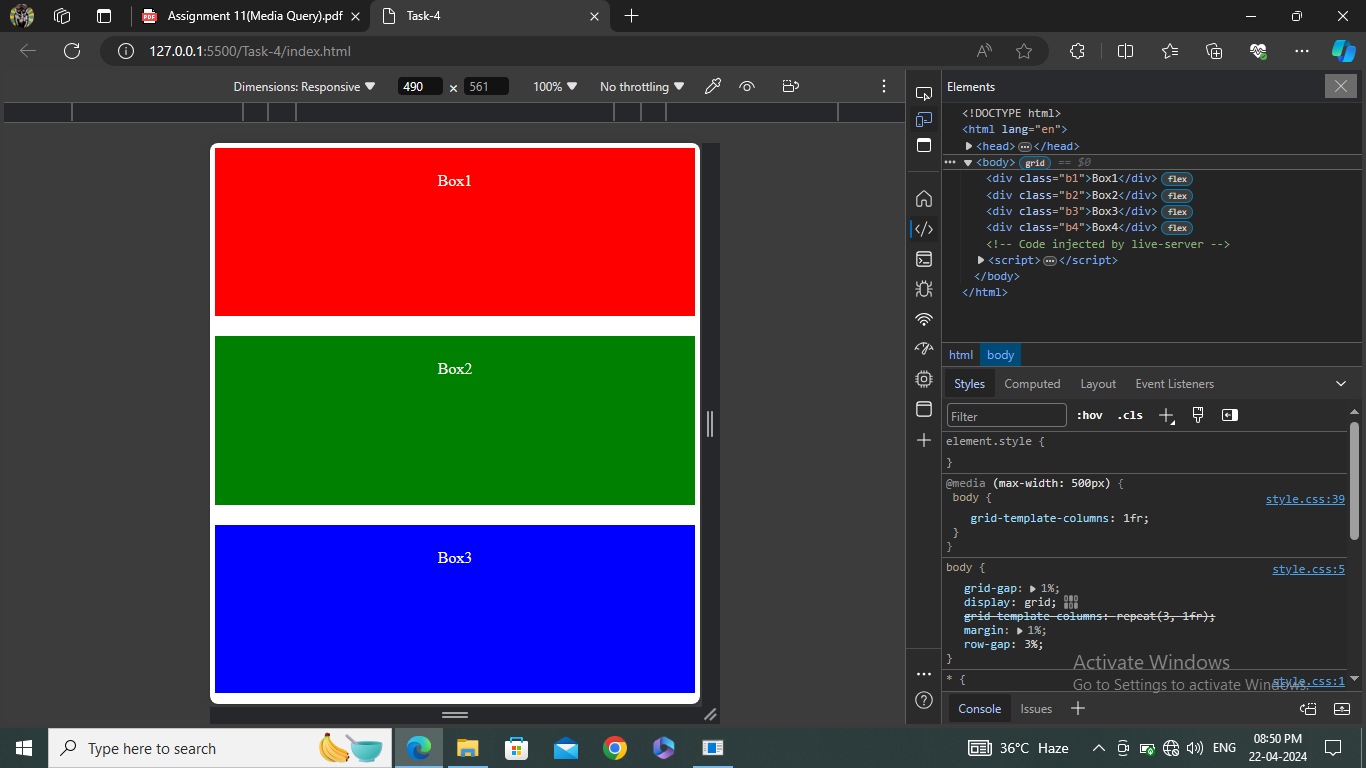 Assignment 11(Media Query).pdf
Task-4
127.0.0.1:5500/Task-4/index.html
Dimensions: Responsive 490 × 561 100% No throttling
Elements
<!DOCTYPE html>
<html lang="en">
<head> ⋯ </head>
⋯ <body> grid == $0
<div class="b1">Box1</div> flex
<div class="b2">Box2</div> flex
<div class="b3">Box3</div> flex
<div class="b4">Box4</div> flex
<!-- Code injected by live-server -->
<script> ⋯ </script>
</body>
</html>
Box1
Box2
Box3
html body
Styles Computed Layout Event Listeners
Filter :hov .cls
element.style {
}
@media (max-width: 500px) {
body { style.css:39
grid-template-columns: 1fr;
}
}
body { style.css:5
grid-gap: 1%;
display: grid;
grid-template-columns: repeat(3, 1fr);
margin: 1%;
row-gap: 3%;
}
* { style.css:1
Activate Windows
Go to Settings to activate Windows.
Console Issues
Type here to search
36°C Haze
ENG
08:50 PM
22-04-2024